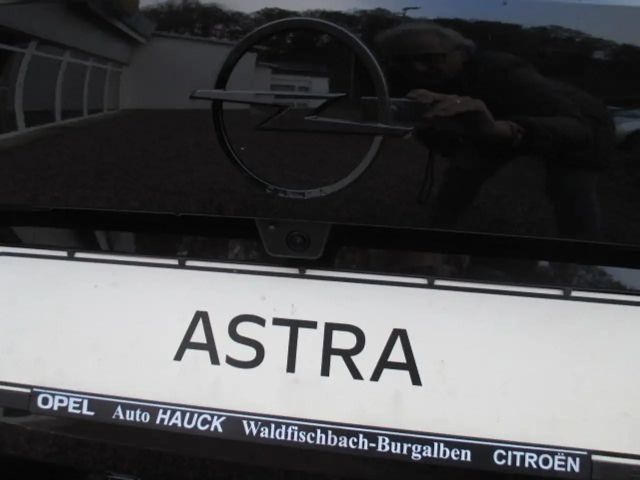 ASTRA
OPEL Auto HAUCK Waldfischbach-Burgalben CITROËN